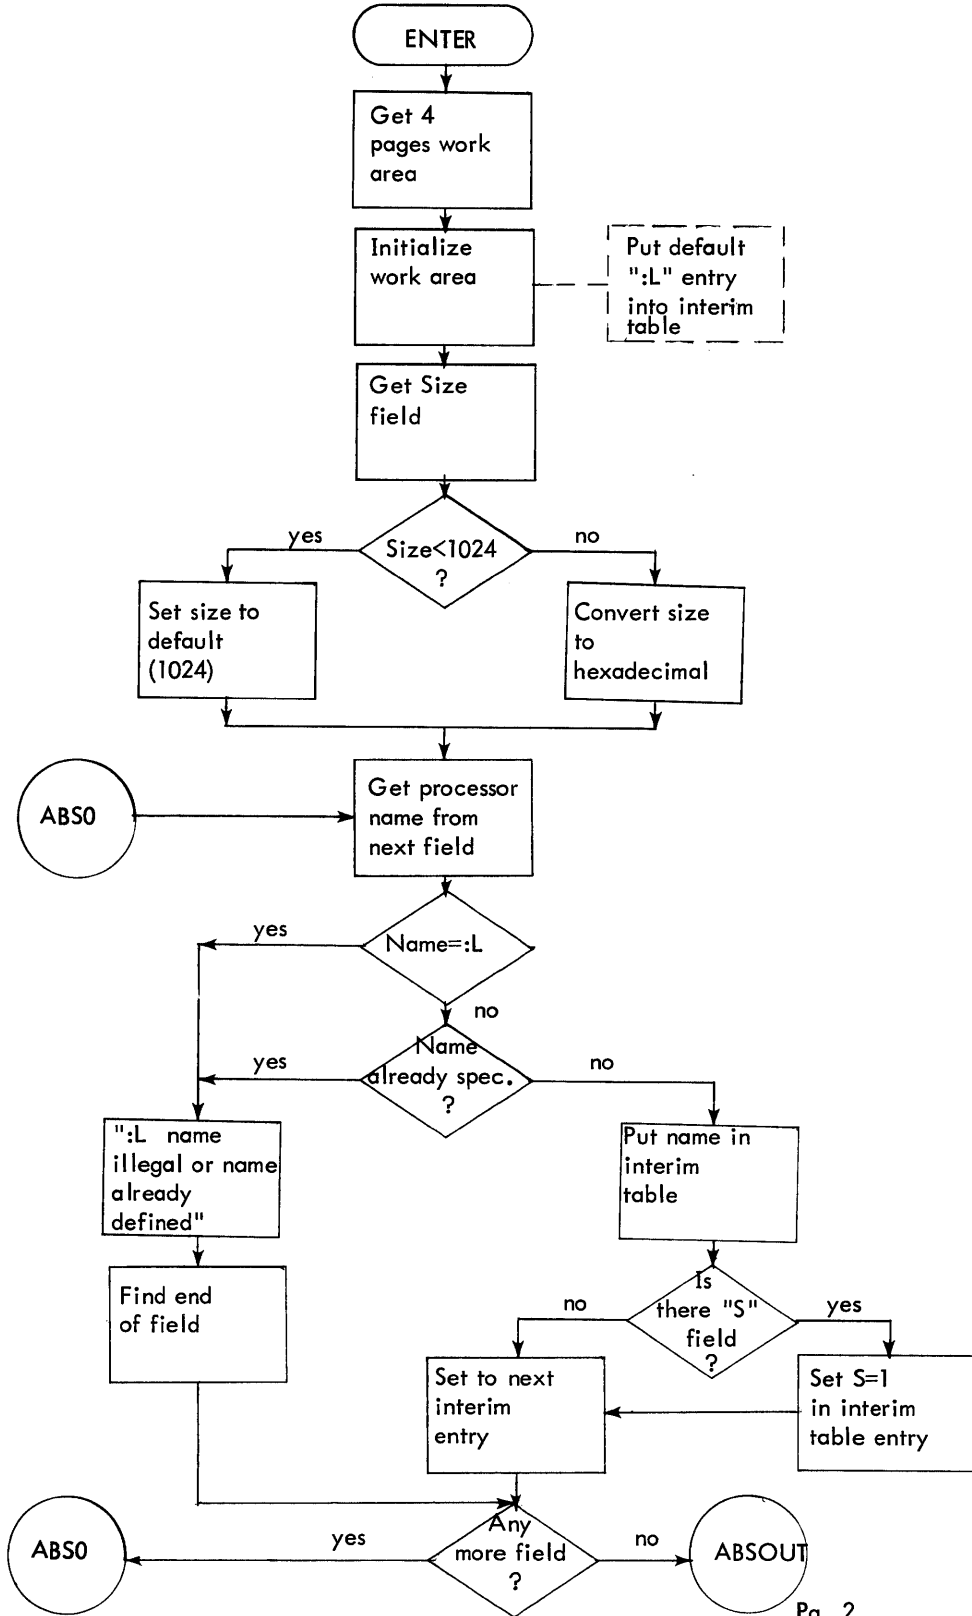 ENTER
Get 4
pages work
area
Initialize
work area
Put default
":L" entry
into interim
table
Get Size
field
yes
Size<1024
?
no
Set size to
default
(1024)
Convert size
to
hexadecimal
ABS0
Get processor
name from
next field
yes
Name=:L
no
yes
Name
already spec.
?
no
":L name
illegal or name
already
defined"
Put name in
interim
table
Find end
of field
no
Is
there "S"
field
?
yes
Set to next
interim
entry
Set S=1
in interim
table entry
ABS0
yes
Any
more field
?
no
ABSOUT
Pa 2